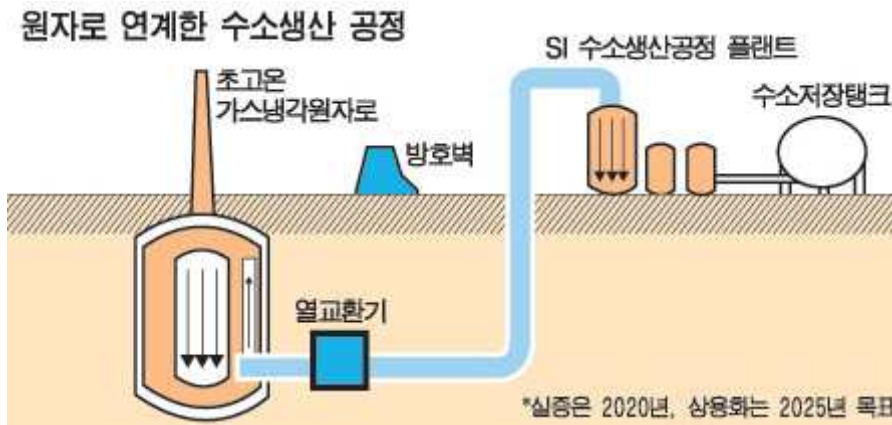 원자로 연계한 수소생산 공정
SI 수소생산공정 플랜트
초고온
가스냉각원자로
수소저장탱크
방호벽
열교환기
*실증은 2020년, 상용화는 2025년 목표